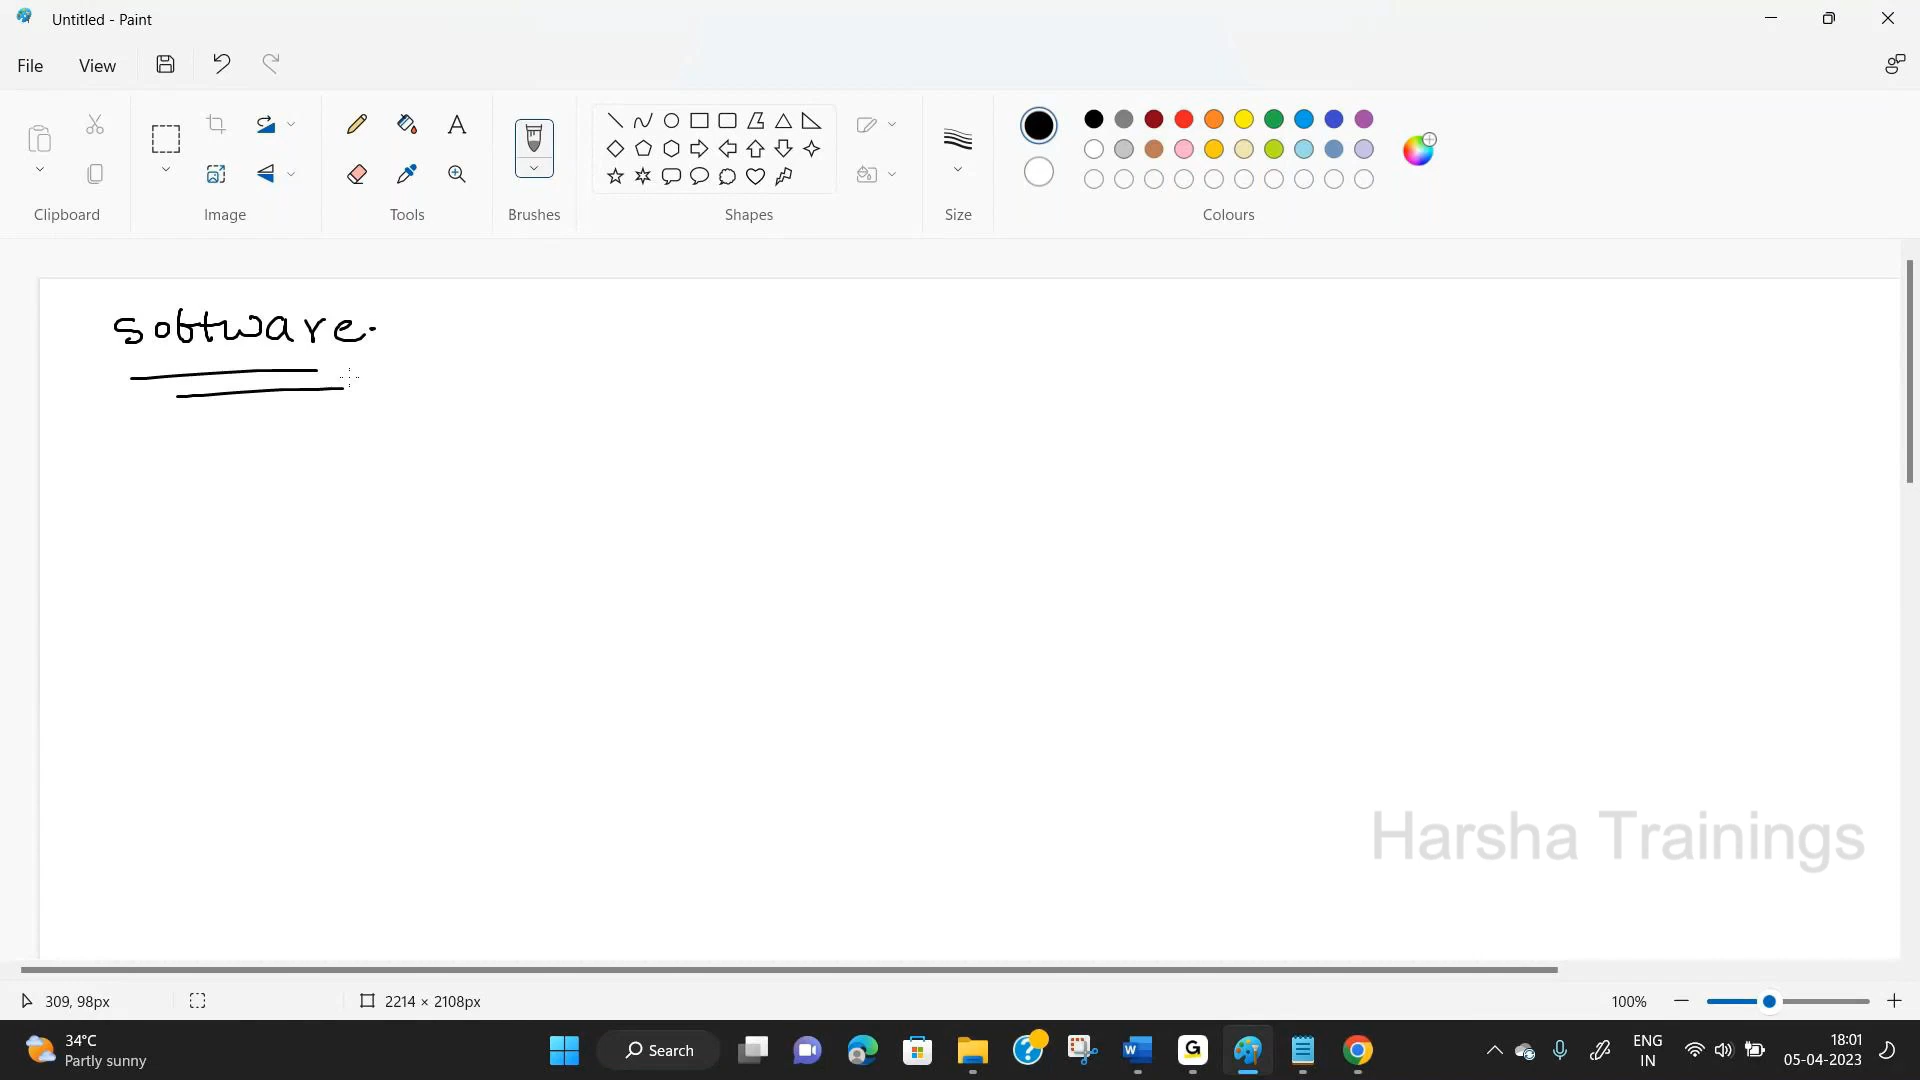 Untitled - Paint
File View
Clipboard Image Tools Brushes Shapes Size Colours
software.
Harsha Trainings
309, 98px 2214 × 2108px 100%
34°C
Partly sunny
Search
ENG
IN
18:01
05-04-2023